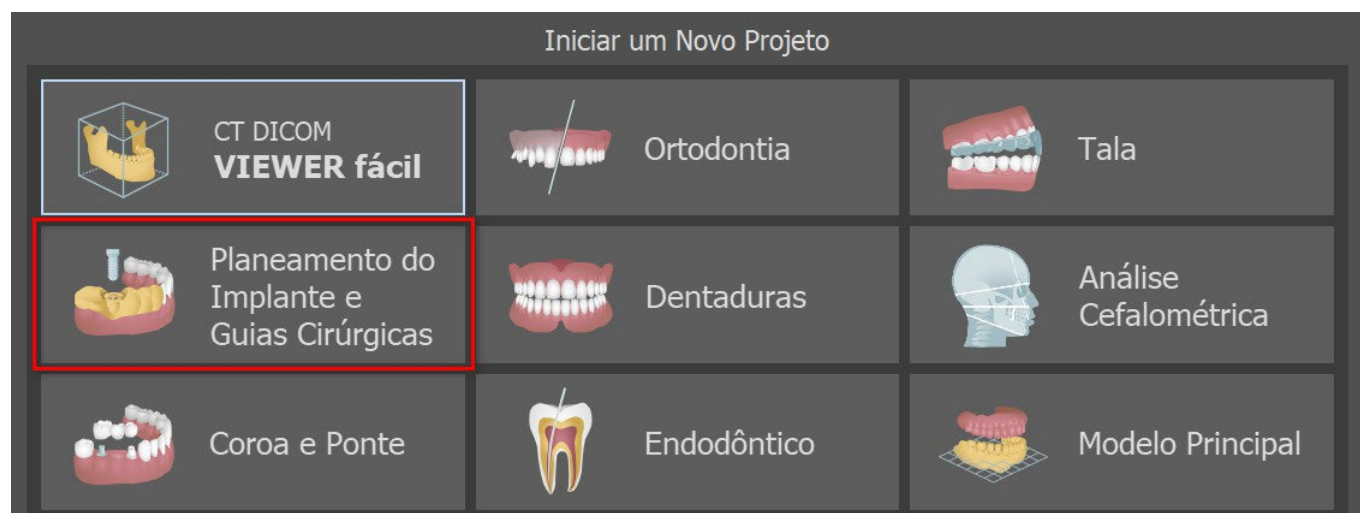 Iniciar um Novo Projeto
CT DICOM
VIEWER fácil
Ortodontia
Tala
Planeamento do
Implante e
Guias Cirúrgicas
Dentaduras
Análise
Cefalométrica
Coroa e Ponte
Endodôntico
Modelo Principal